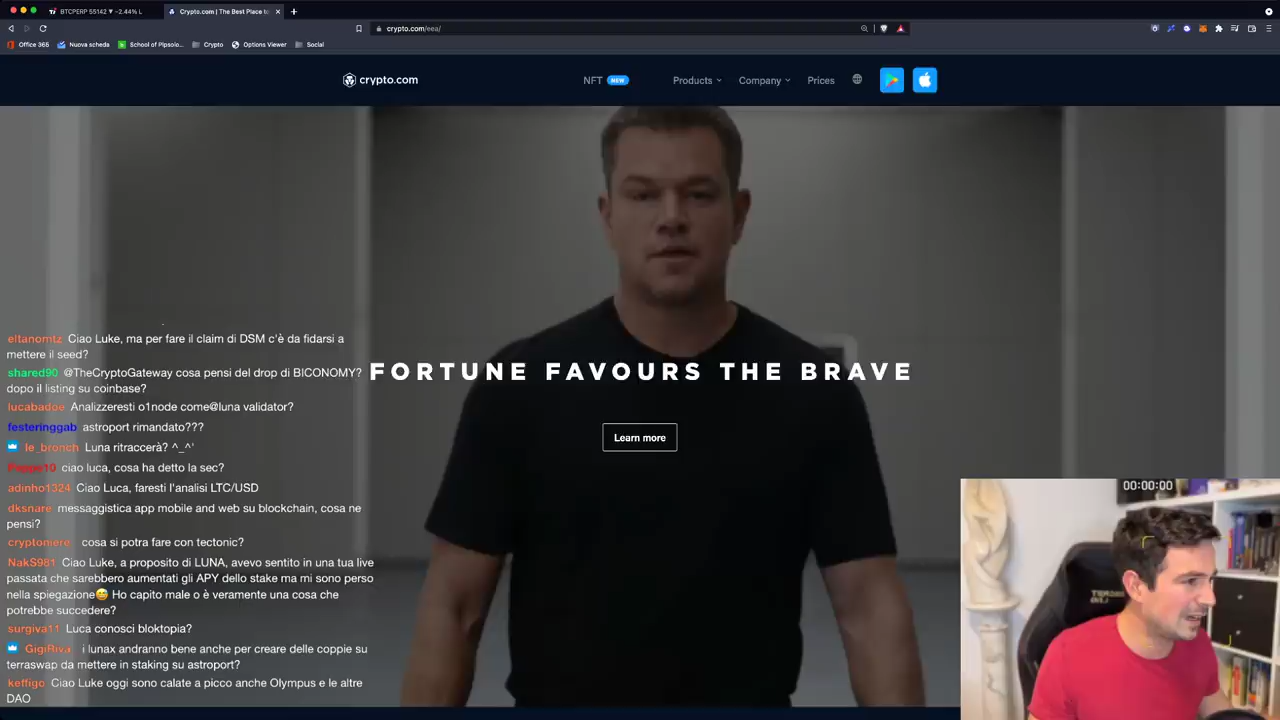 BTCPERP 55142 ▼ −2.44% L
Crypto.com | The Best Place to
crypto.com/eea/
Office 365
Nuova scheda
School of Pipsolo...
Crypto
Options Viewer
Social
crypto.com
NFT NEW
Products
Company
Prices
FORTUNE FAVOURS THE BRAVE
Learn more
eltanomtz Ciao Luke, ma per fare il claim di DSM c'è da fidarsi a
mettere il seed?
shared90 @TheCryptoGateway cosa pensi del drop di BICONOMY?
dopo il listing su coinbase?
lucabadoe Analizzeresti o1node come@luna validator?
festeringgab astroport rimandato???
le_bronch Luna ritraccerà? ^_^'
ciao luca, cosa ha detto la sec?
adinho1324 Ciao Luca, faresti l'analisi LTC/USD
dksnare messaggistica app mobile and web su blockchain, cosa ne
pensi?
cryptomere cosa si potra fare con tectonic?
NakS981 Ciao Luke, a proposito di LUNA, avevo sentito in una tua live
passata che sarebbero aumentati gli APY dello stake ma mi sono perso
nella spiegazione😅 Ho capito male o è veramente una cosa che
potrebbe succedere?
surgiva11 Luca conosci bloktopia?
GigiRiva i lunax andranno bene anche per creare delle coppie su
terraswap da mettere in staking su astroport?
keffigo Ciao Luke oggi sono calate a picco anche Olympus e le altre
DAO
00:00:00